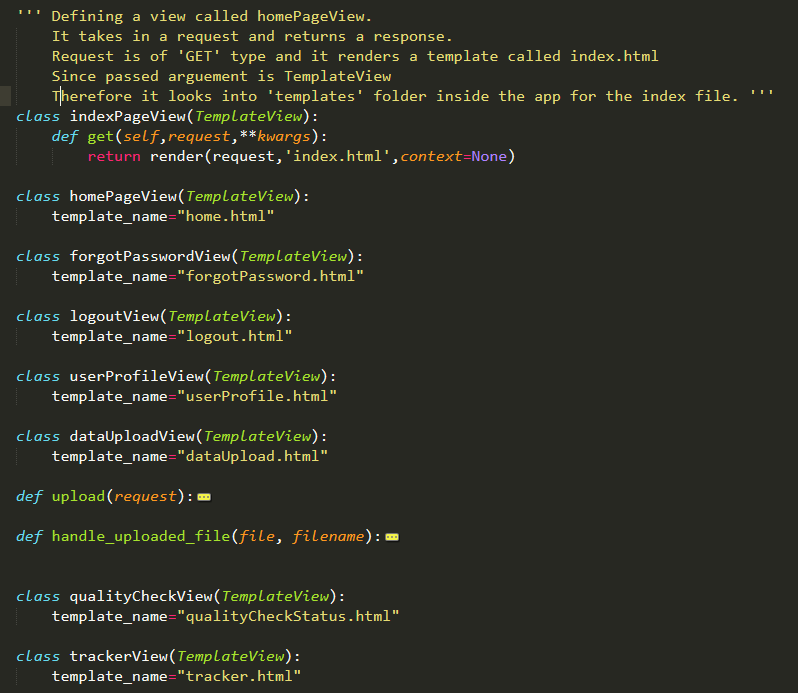 ''' Defining a view called homePageView.
    It takes in a request and returns a response.
    Request is of 'GET' type and it renders a template called index.html
    Since passed arguement is TemplateView
    Therefore it looks into 'templates' folder inside the app for the index file. '''
class indexPageView(TemplateView):
    def get(self,request,**kwargs):
        return render(request,'index.html',context=None)
class homePageView(TemplateView):
    template_name="home.html"
class forgotPasswordView(TemplateView):
    template_name="forgotPassword.html"
class logoutView(TemplateView):
    template_name="logout.html"
class userProfileView(TemplateView):
    template_name="userProfile.html"
class dataUploadView(TemplateView):
    template_name="dataUpload.html"
def upload(request):
def handle_uploaded_file(file, filename):
class qualityCheckView(TemplateView):
    template_name="qualityCheckStatus.html"
class trackerView(TemplateView):
    template_name="tracker.html"